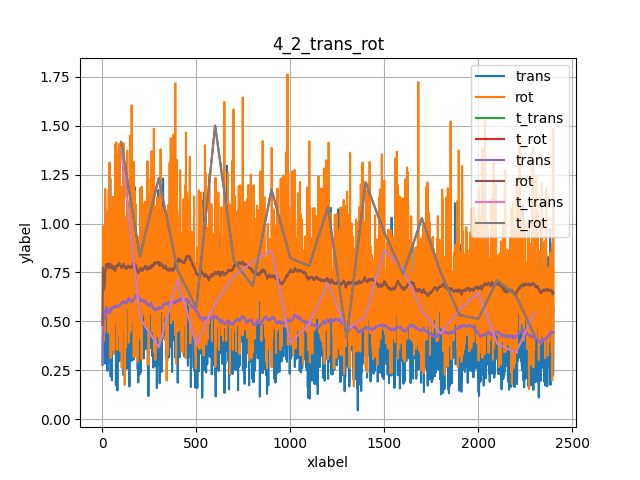 4_2_trans_rot
ylabel
1.75
1.50
1.25
1.00
0.75
0.50
0.25
0.00
trans
rot
t_trans
t_rot
trans
rot
t_trans
t_rot
0
500
1000
1500
2000
2500
xlabel